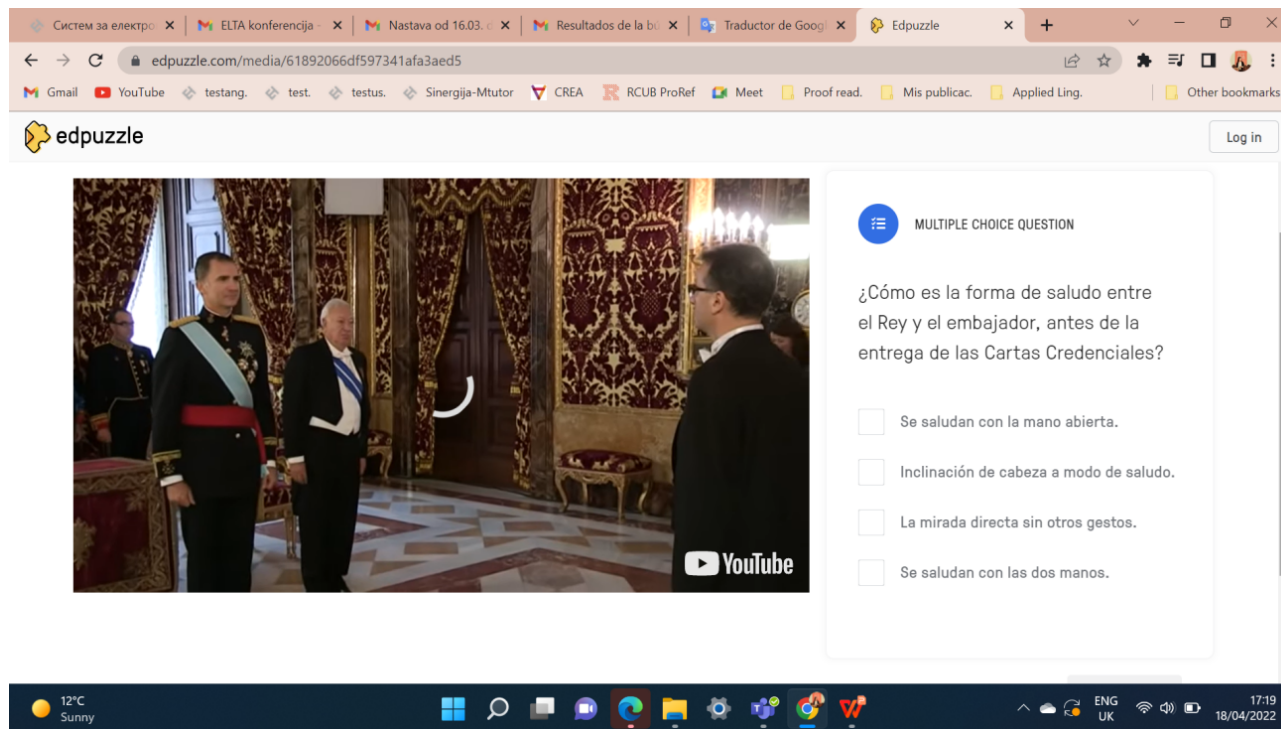 Систем за електро
ELTA konferencija -
Nastava od 16.03. d
Resultados de la bú
Traductor de Googl
Edpuzzle
edpuzzle.com/media/61892066df597341afa3aed5
Gmail
YouTube
testang.
test.
testus.
Sinergija-Mtutor
CREA
RCUB ProRef
Meet
Proof read.
Mis publicac.
Applied Ling.
Other bookmarks
edpuzzle
Log in
MULTIPLE CHOICE QUESTION
¿Cómo es la forma de saludo entre
el Rey y el embajador, antes de la
entrega de las Cartas Credenciales?
Se saludan con la mano abierta.
Inclinación de cabeza a modo de saludo.
La mirada directa sin otros gestos.
Se saludan con las dos manos.
YouTube
12°C
Sunny
ENG
UK
17:19
18/04/2022